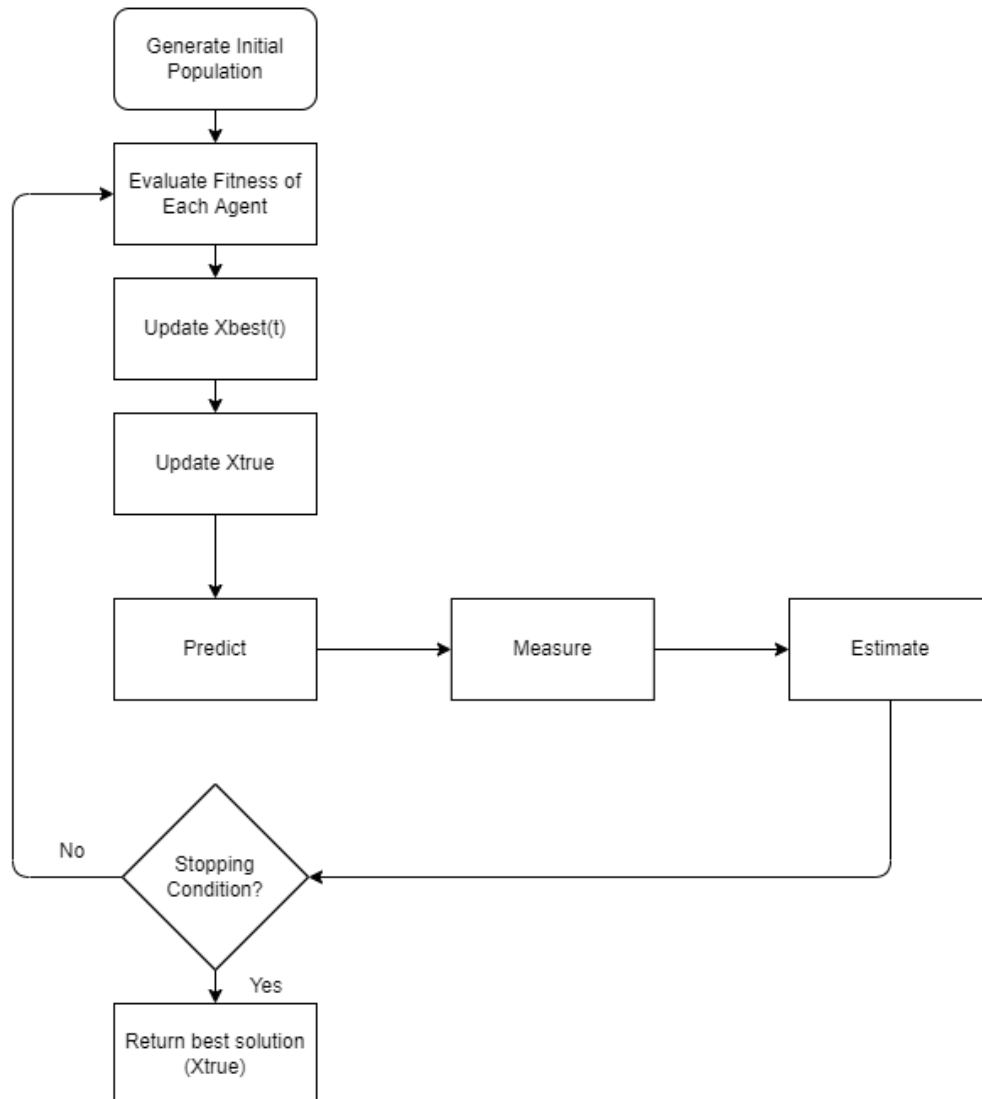 Generate Initial
Population
Evaluate Fitness of
Each Agent
Update Xbest(t)
Update Xtrue
Predict
Measure
Estimate
No
Stopping
Condition?
Yes
Return best solution
(Xtrue)